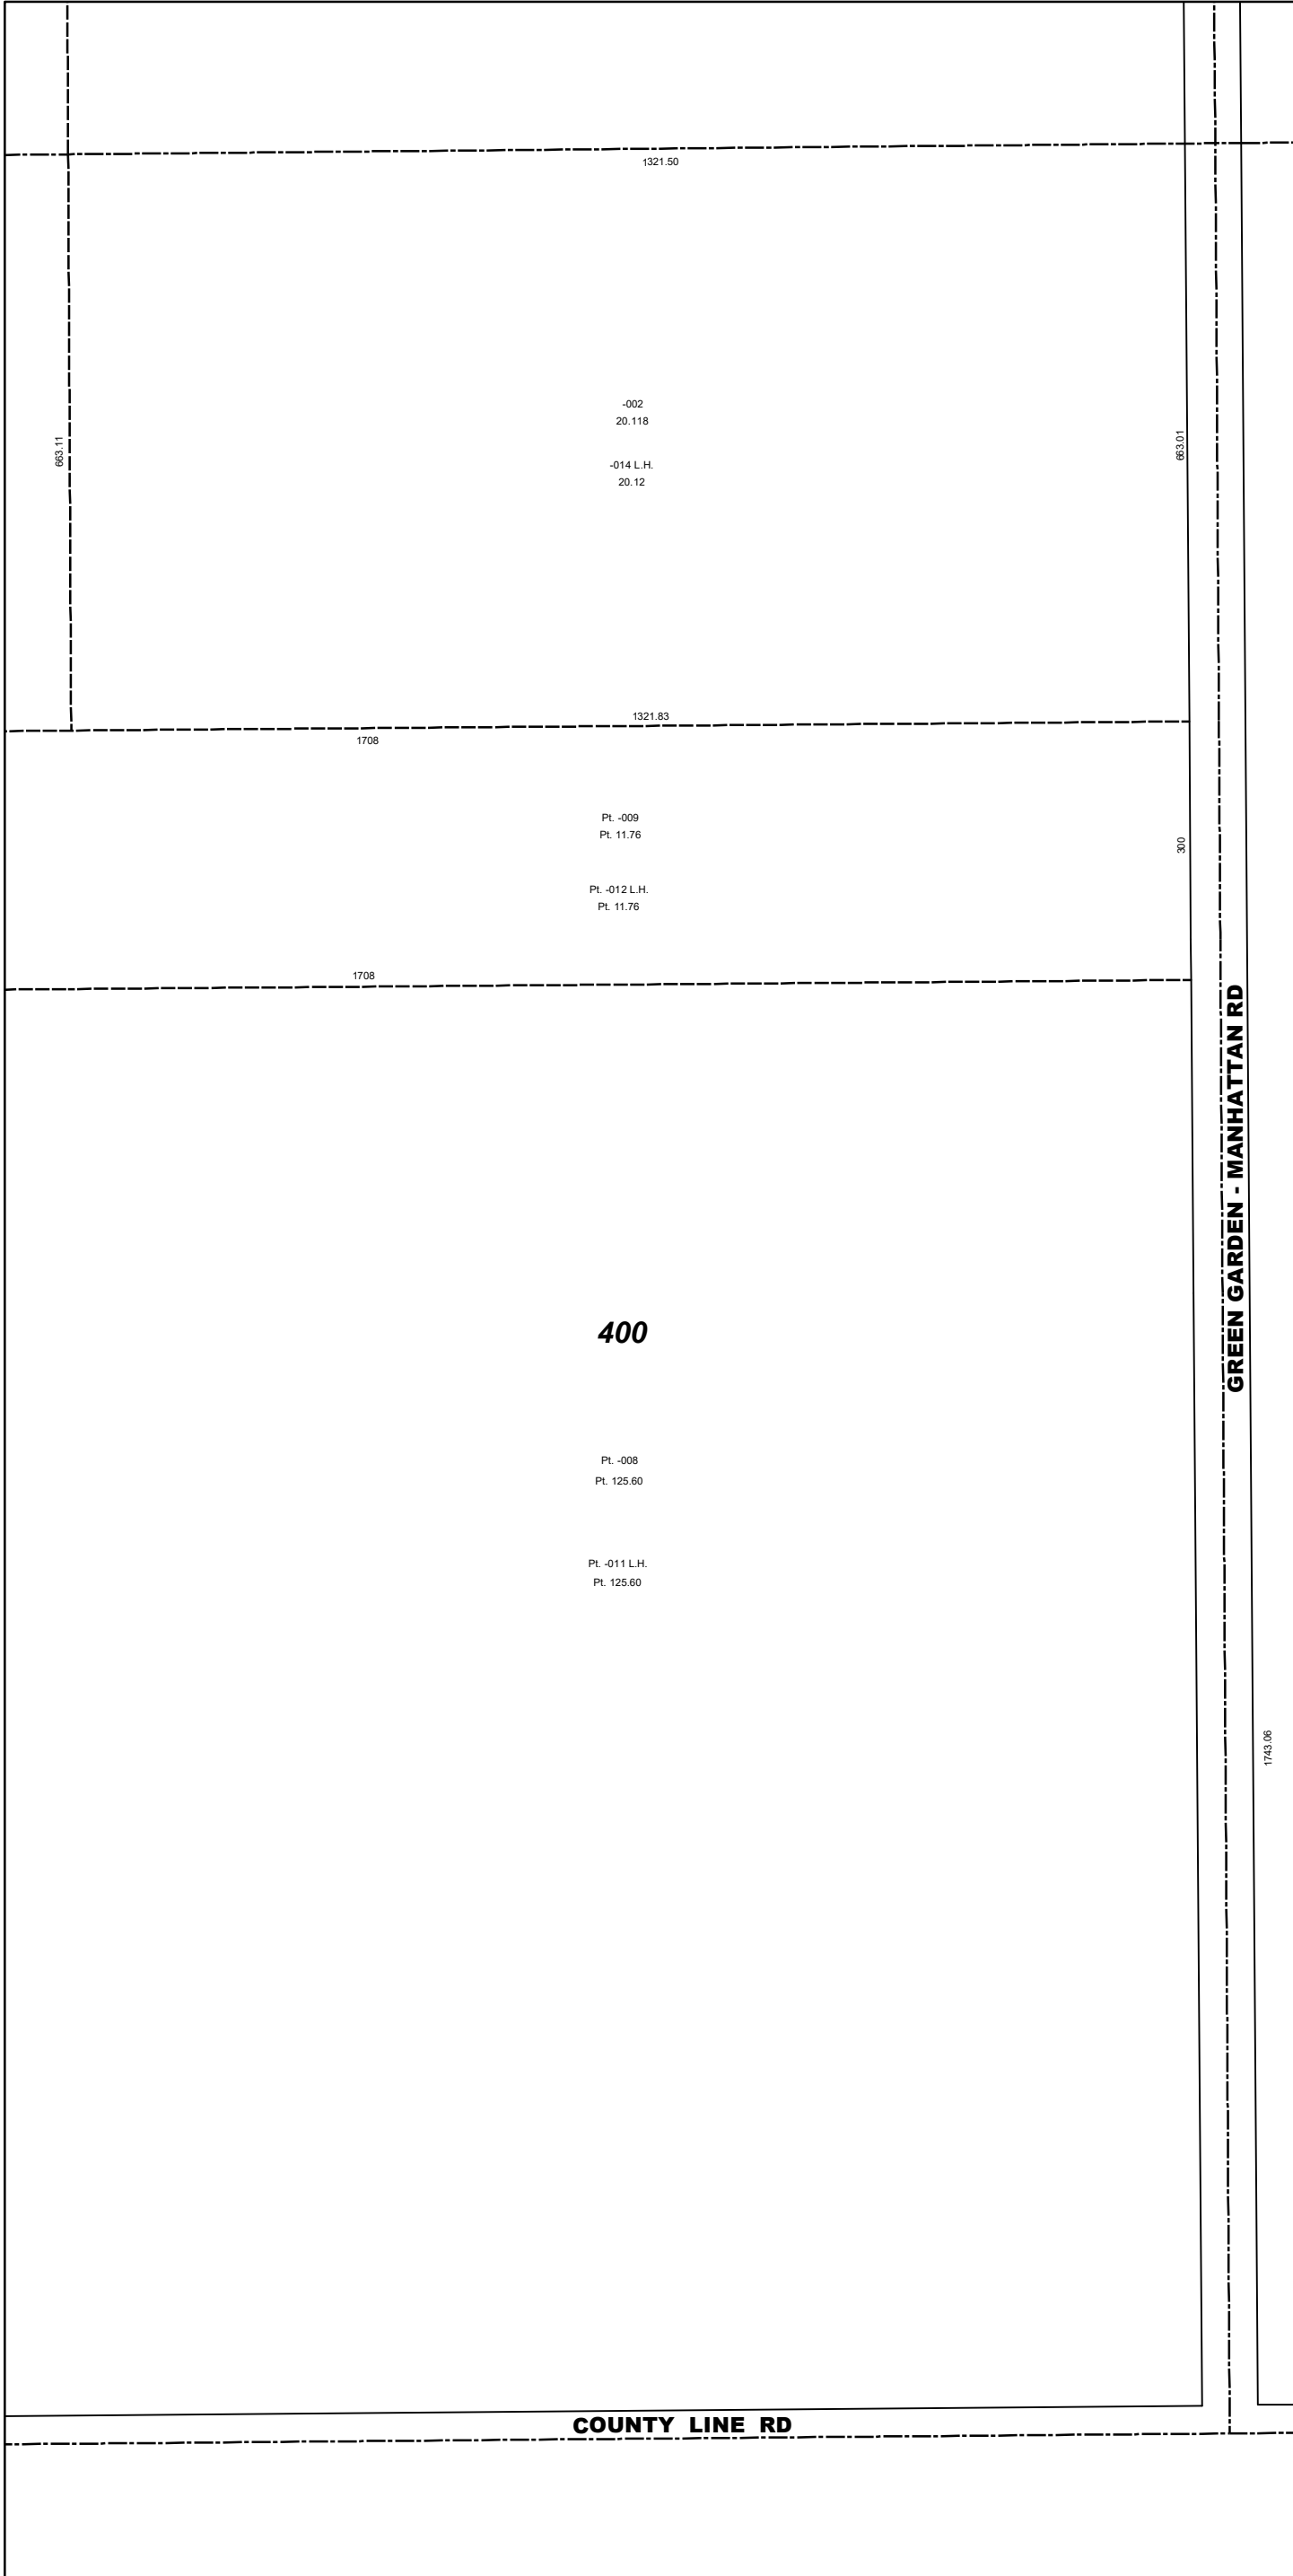 1321.50
-002
20.118
663.11
663.01
-014 L.H.
20.12
1321.83
1708
Pt. -009
Pt. 11.76
300
Pt. -012 L.H.
Pt. 11.76
1708
GREEN GARDEN - MANHATTAN RD
400
Pt. -008
Pt. 125.60
Pt. -011 L.H.
Pt. 125.60
1743.06
COUNTY LINE RD